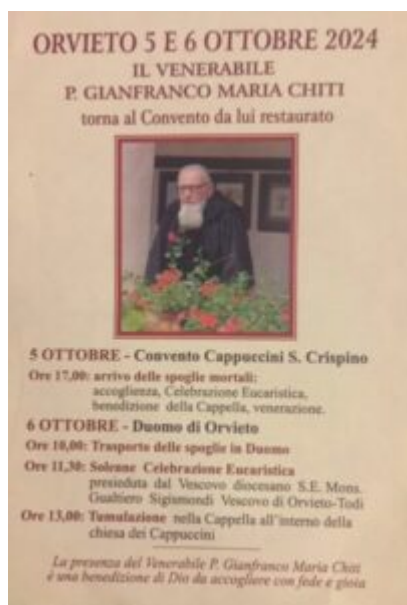 ORVIETO 5 E 6 OTTOBRE 2024
IL VENERABILE
P. GIANFRANCO MARIA CHITI
torna al Convento da lui restaurato
5 OTTOBRE - Convento Cappuccini S. Crispino
Ore 17,00: arrivo delle spoglie mortali:
accoglienza, Celebrazione Eucaristica,
benedizione della Cappella, venerazione.
6 OTTOBRE - Duomo di Orvieto
Ore 10,00: Trasporto delle spoglie in Duomo
Ore 11,30: Solenne Celebrazione Eucaristica
presieduta dal Vescovo diocesano S.E. Mons.
Gualtiero Sigismondi Vescovo di Orvieto-Todi
Ore 13,00: Tumulazione nella Cappella all'interno della
chiesa dei Cappuccini
La presenza del Venerabile P. Gianfranco Maria Chiti
è una benedizione di Dio da accogliere con fede e gioia